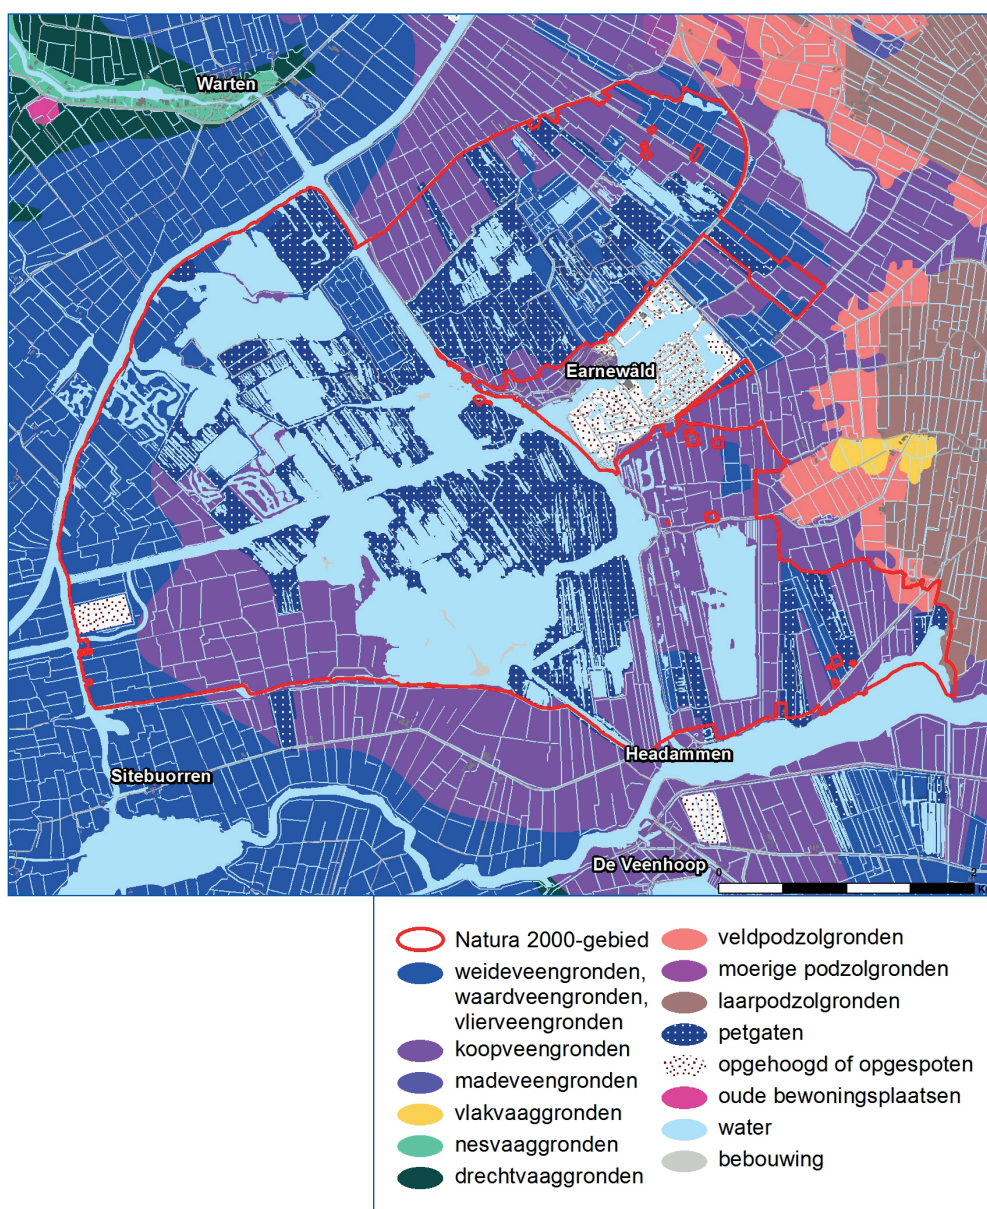 Warten
Earnewâld
Headammen
Sitebuorren
De Veenhoop
0
2
Natura 2000-gebied
weideveengronden,
waardveengronden,
vlierveengronden
koopveengronden
madeveengronden
vlakvaaggronden
nesvaaggronden
drechtvaaggronden
veldpodzolgronden
moerige podzolgronden
laarpodzolgronden
petgaten
opgehoogd of opgespoten
oude bewoningsplaatsen
water
bebouwing